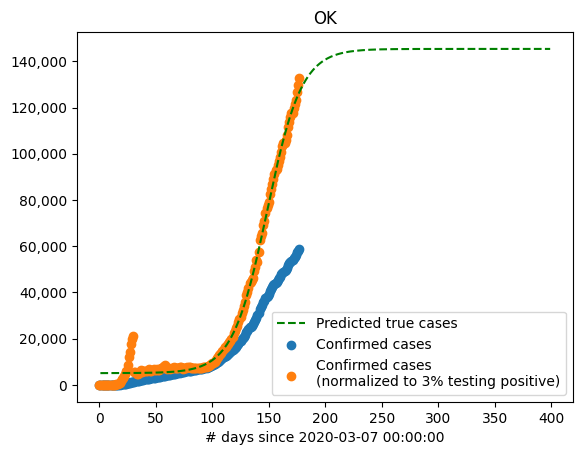 OK
140,000
120,000
100,000
80,000
60,000
40,000
20,000
0
Predicted true cases
Confirmed cases
Confirmed cases
(normalized to 3% testing positive)
0 50 100 150 200 250 300 350 400
# days since 2020-03-07 00:00:00